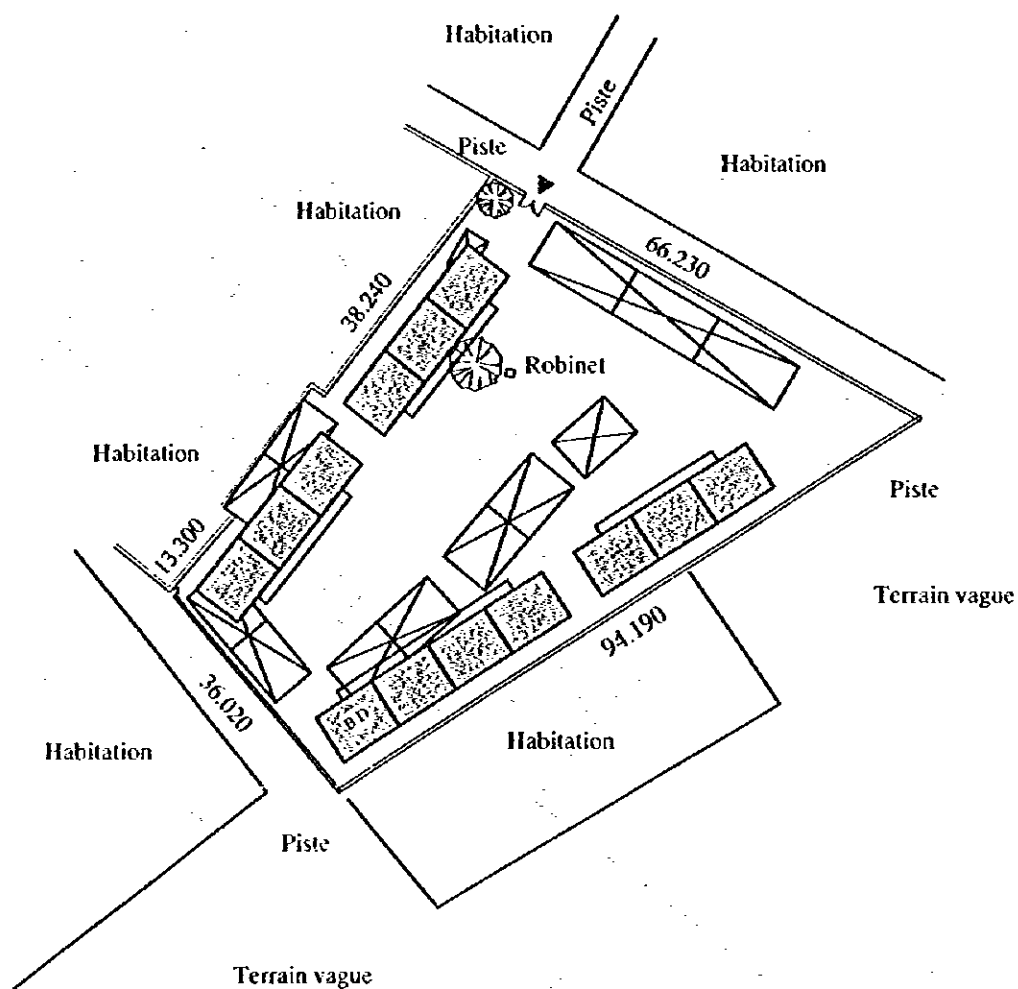 Habitation
Piste
Piste
Habitation
Habitation
66.230
38.240
Robinet
Habitation
Piste
13.300
Terrain vague
94.190
36.020
B D
Habitation
Habitation
Piste
Terrain vague